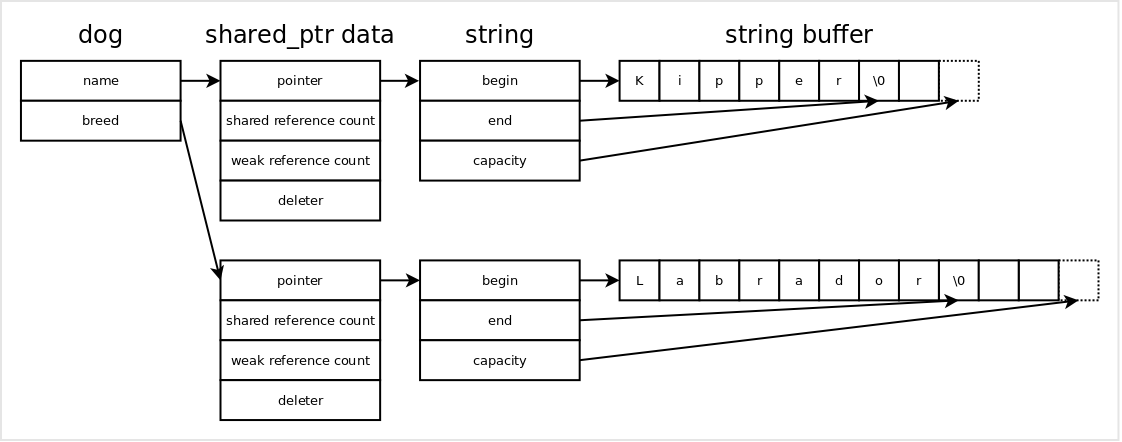 dog shared_ptr data string string buffer
name pointer begin K i p p e r \0
breed shared reference count end
weak reference count capacity
deleter
pointer begin L a b r a d o r \0
shared reference count end
weak reference count capacity
deleter